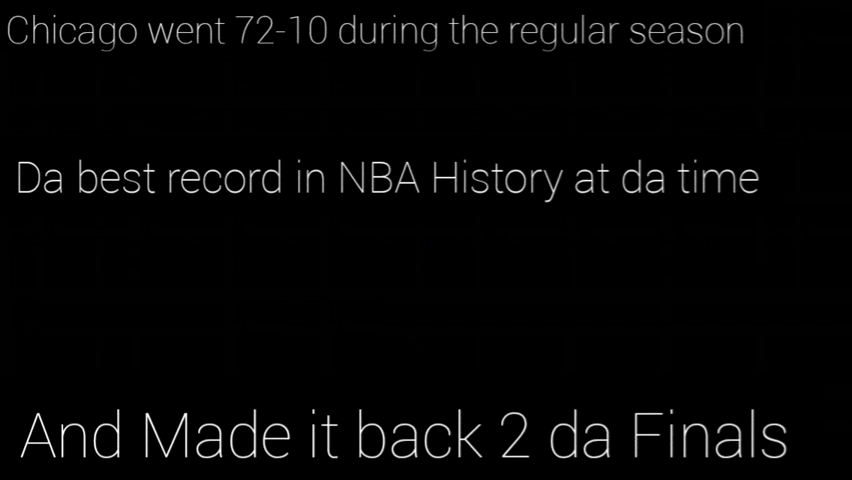 Chicago went 72-10 during the regular season
Da best record in NBA History at da time
And Made it back 2 da Finals